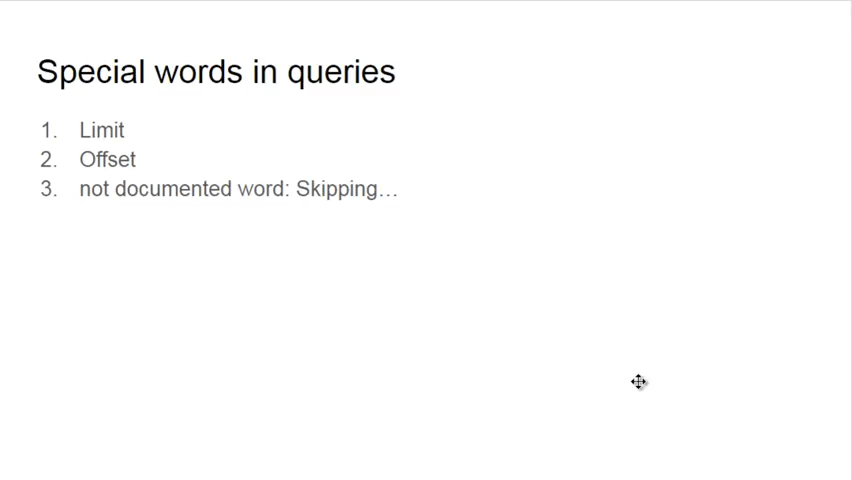 Special words in queries
1. Limit
2. Offset
3. not documented word: Skipping…